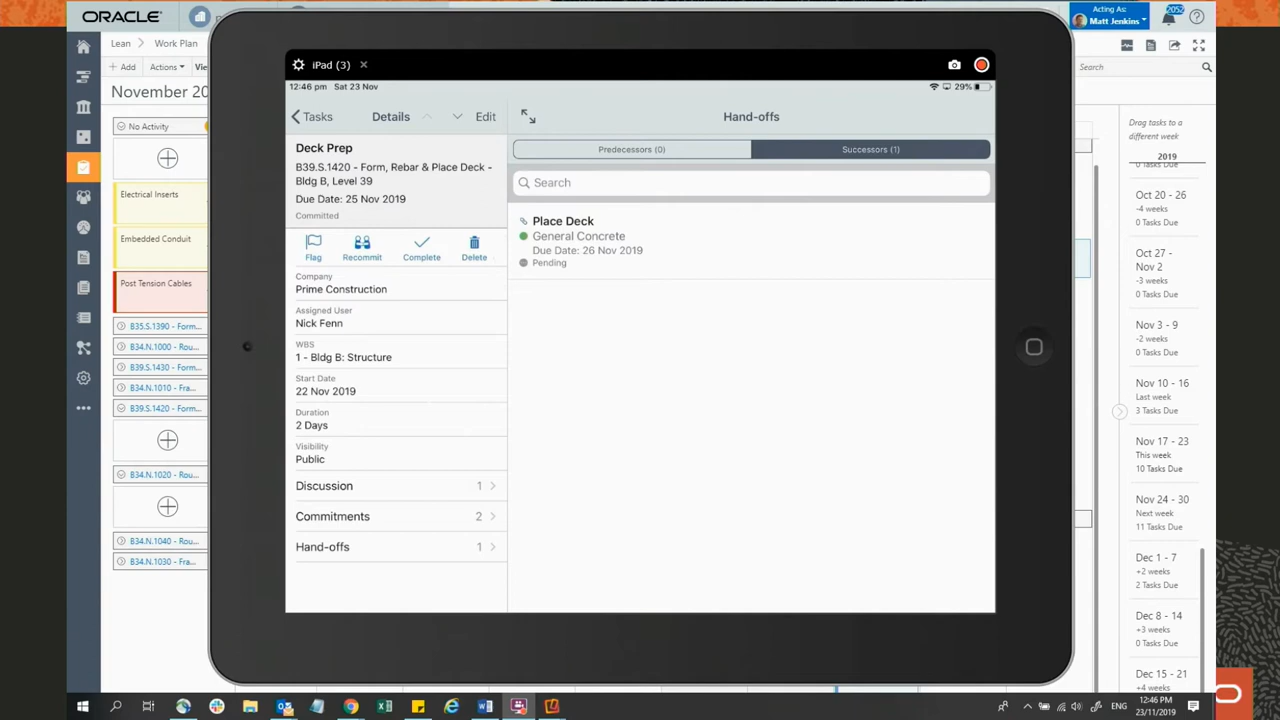 ORACLE
Acting As:
Matt Jenkins
2052
Lean
Work Plan
Add
Actions
Search
November 20
No Activity
Electrical Inserts
Embedded Conduit
Post Tension Cables
B35.S.1390 - Form...
B34.N.1000 - Rou...
B39.S.1430 - Form...
B34.N.1010 - Fra...
B39.S.1420 - Form...
B34.N.1020 - Rou...
B34.N.1040 - Rou...
B34.N.1030 - Fra...
iPad (3)
12:46 pm Sat 23 Nov
29%
Tasks
Details
Edit
Hand-offs
Deck Prep
B39.S.1420 - Form, Rebar & Place Deck -
Bldg B, Level 39
Due Date: 25 Nov 2019
Committed
Flag
Recommit
Complete
Delete
Company
Prime Construction
Assigned User
Nick Fenn
WBS
1 - Bldg B: Structure
Start Date
22 Nov 2019
Duration
2 Days
Visibility
Public
Discussion 1
Commitments 2
Hand-offs 1
Predecessors (0)
Successors (1)
Search
Place Deck
General Concrete
Due Date: 26 Nov 2019
Pending
Drag tasks to a
different week
2019
0 Tasks Due
Oct 20 - 26
-4 weeks
0 Tasks Due
Oct 27 -
Nov 2
-3 weeks
0 Tasks Due
Nov 3 - 9
-2 weeks
0 Tasks Due
Nov 10 - 16
Last week
3 Tasks Due
Nov 17 - 23
This week
10 Tasks Due
Nov 24 - 30
Next week
11 Tasks Due
Dec 1 - 7
+2 weeks
2 Tasks Due
Dec 8 - 14
+3 weeks
0 Tasks Due
Dec 15 - 21
+4 weeks
ENG
12:46 PM
23/11/2019